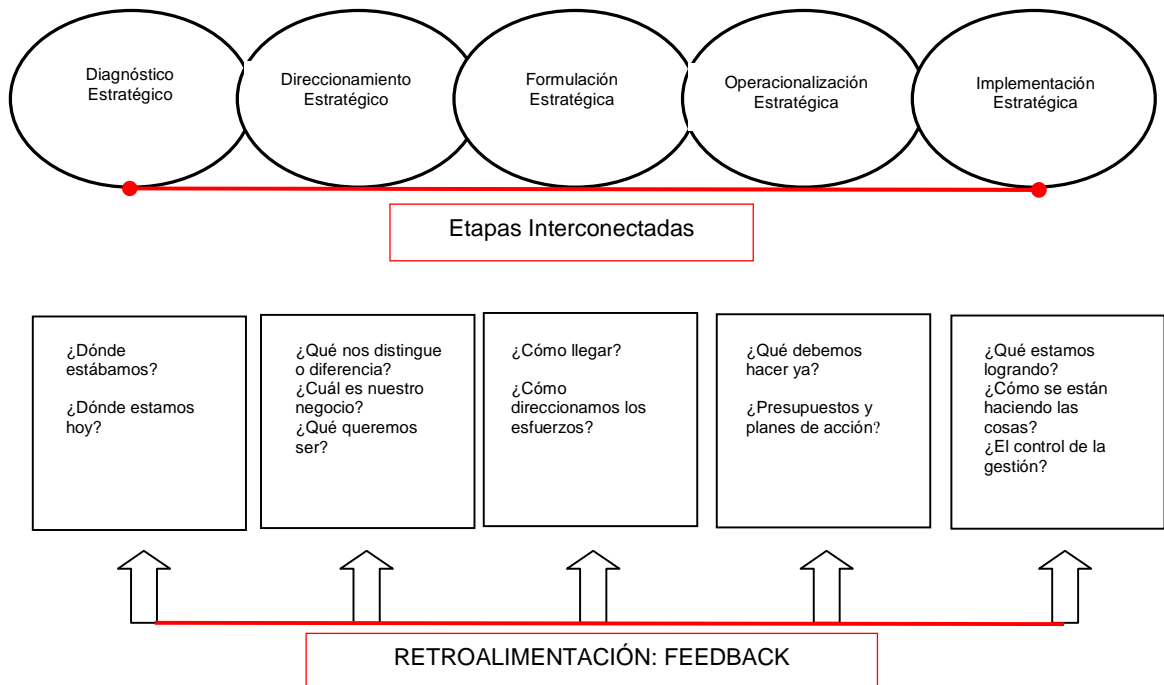 Diagnóstico
Estratégico
Direccionamiento
Estratégico
Formulación
Estratégica
Operacionalización
Estratégica
Implementación
Estratégica
Etapas Interconectadas
¿Dónde
estábamos?
¿Dónde estamos
hoy?
¿Qué nos distingue
o diferencia?
¿Cuál es nuestro
negocio?
¿Qué queremos
ser?
¿Cómo llegar?
¿Cómo
direccionamos los
esfuerzos?
¿Qué debemos
hacer ya?
¿Presupuestos y
planes de acción?
¿Qué estamos
logrando?
¿Cómo se están
haciendo las
cosas?
¿El control de la
gestión?
RETROALIMENTACIÓN: FEEDBACK